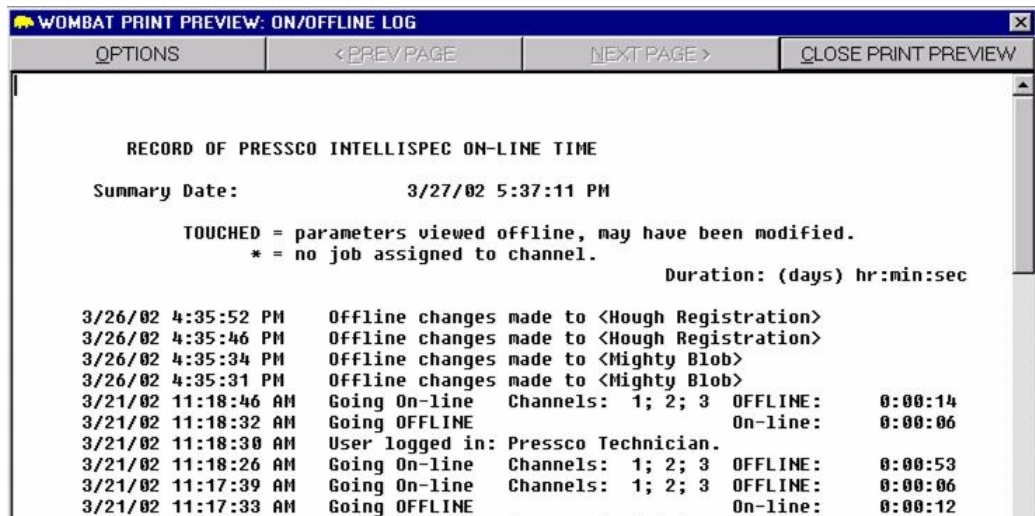 WOMBAT PRINT PREVIEW: ON/OFFLINE LOG
OPTIONS < PREV PAGE NEXT PAGE > CLOSE PRINT PREVIEW
RECORD OF PRESSCO INTELLISPEC ON-LINE TIME
Summary Date: 3/27/02 5:37:11 PM
TOUCHED = parameters viewed offline, may have been modified.
* = no job assigned to channel.
Duration: (days) hr:min:sec
3/26/02 4:35:52 PM Offline changes made to <Hough Registration>
3/26/02 4:35:46 PM Offline changes made to <Hough Registration>
3/26/02 4:35:34 PM Offline changes made to <Mighty Blob>
3/26/02 4:35:31 PM Offline changes made to <Mighty Blob>
3/21/02 11:18:46 AM Going On-line Channels: 1; 2; 3 OFFLINE: 0:00:14
3/21/02 11:18:32 AM Going OFFLINE On-line: 0:00:06
3/21/02 11:18:30 AM User logged in: Pressco Technician.
3/21/02 11:18:26 AM Going On-line Channels: 1; 2; 3 OFFLINE: 0:00:53
3/21/02 11:17:39 AM Going On-line Channels: 1; 2; 3 OFFLINE: 0:00:06
3/21/02 11:17:33 AM Going OFFLINE On-line: 0:00:12